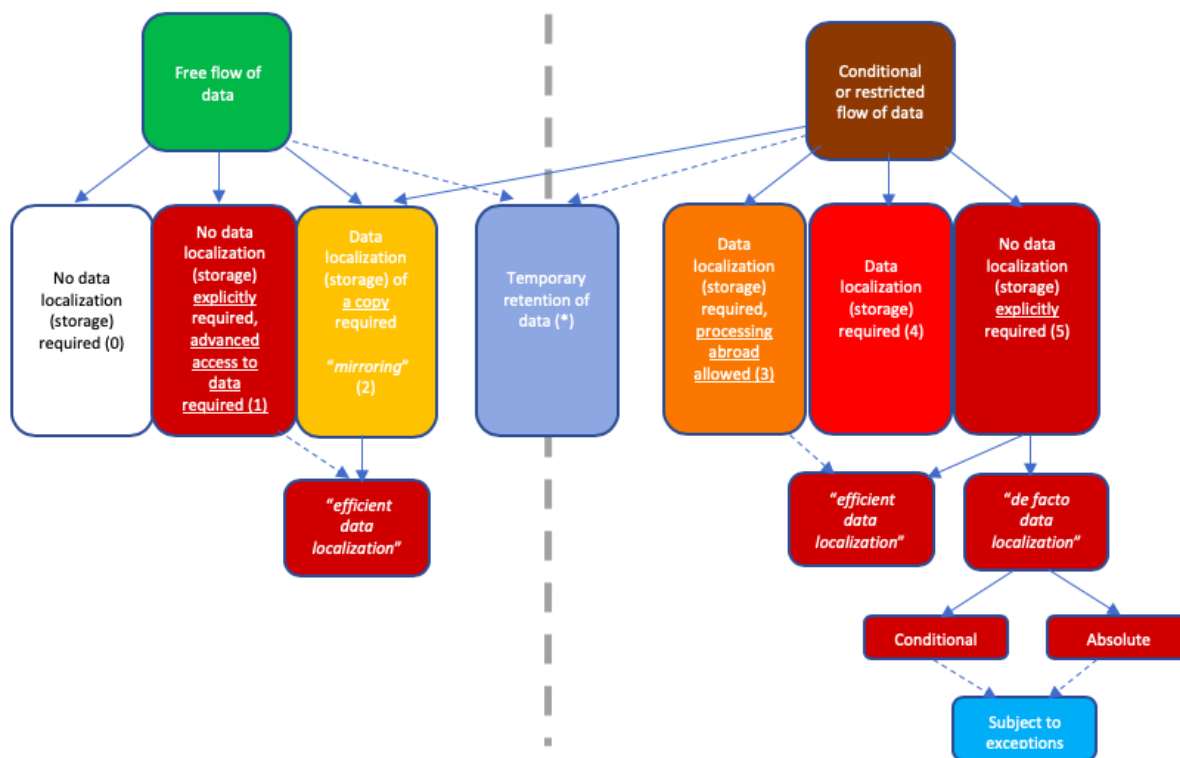 Free flow of
data
Conditional
or restricted
flow of data
No data
localization
(storage)
required (0)
No data
localization
(storage)
explicitly
required,
advanced
access to
data
required (1)
Data
localization
(storage) of
a copy
required
“mirroring”
(2)
Temporary
retention of
data (*)
Data
localization
(storage)
required,
processing
abroad
allowed (3)
Data
localization
(storage)
required (4)
No data
localization
(storage)
explicitly
required (5)
“efficient
data
localization”
“efficient
data
localization”
“de facto
data
localization”
Conditional
Absolute
Subject to
exceptions